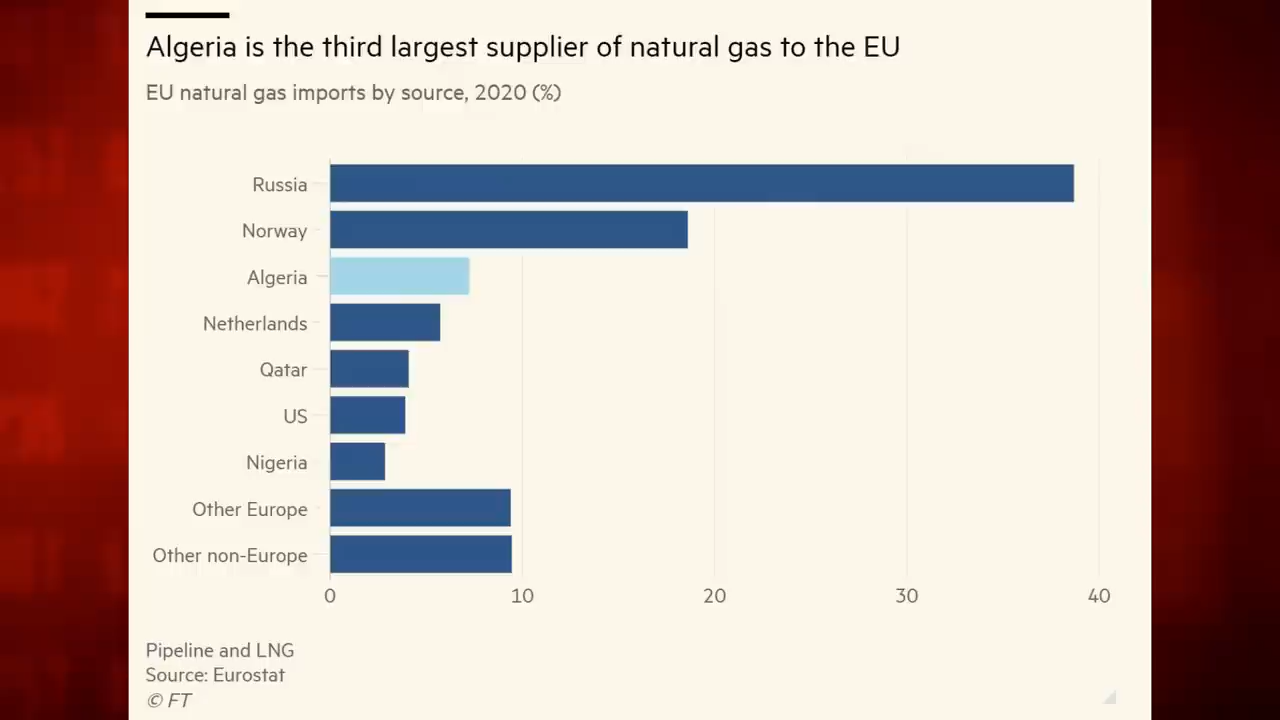 Algeria is the third largest supplier of natural gas to the EU
EU natural gas imports by source, 2020 (%)
Russia
Norway
Algeria
Netherlands
Qatar
US
Nigeria
Other Europe
Other non-Europe
0 10 20 30 40
Pipeline and LNG
Source: Eurostat
© FT